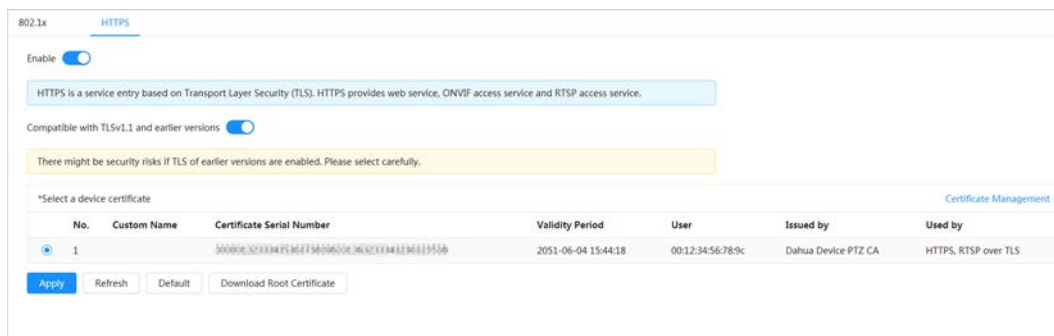 802.1x HTTPS
Enable
HTTPS is a service entry based on Transport Layer Security (TLS). HTTPS provides web service, ONVIF access service and RTSP access service.
Compatible with TLSv1.1 and earlier versions
There might be security risks if TLS of earlier versions are enabled. Please select carefully.
*Select a device certificate Certificate Management
No. Custom Name Certificate Serial Number Validity Period User Issued by Used by
1 2051-06-04 15:44:18 00:12:34:56:78:9c Dahua Device PTZ CA HTTPS, RTSP over TLS
Apply Refresh Default Download Root Certificate